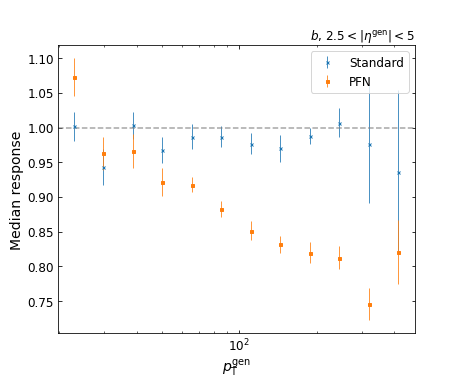 b, 2.5 < |η^gen| < 5
Standard
PFN
1.10
1.05
1.00
0.95
0.90
0.85
0.80
0.75
Median response
10^2
p_T^gen